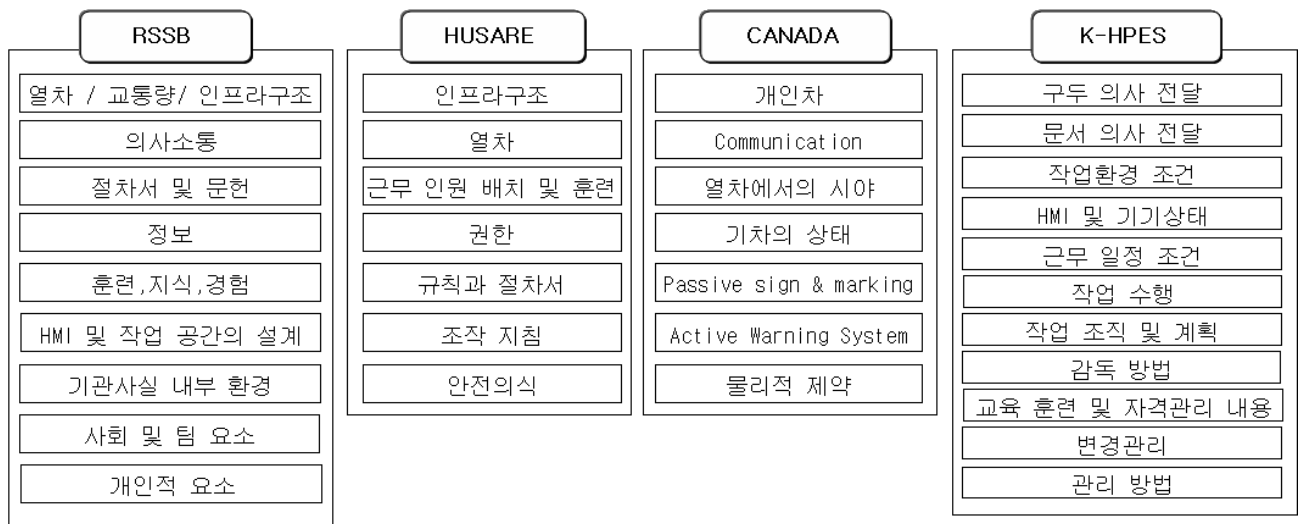 RSSB
열차 / 교통량/ 인프라구조
의사소통
절차서 및 문헌
정보
훈련,지식,경험
HMI 및 작업 공간의 설계
기관사실 내부 환경
사회 및 팀 요소
개인적 요소
HUSARE
인프라구조
열차
근무 인원 배치 및 훈련
권한
규칙과 절차서
조작 지침
안전의식
CANADA
개인차
Communication
열차에서의 시야
기차의 상태
Passive sign & marking
Active Warning System
물리적 제약
K-HPES
구두 의사 전달
문서 의사 전달
작업환경 조건
HMI 및 기기상태
근무 일정 조건
작업 수행
작업 조직 및 계획
감독 방법
교육 훈련 및 자격관리 내용
변경관리
관리 방법